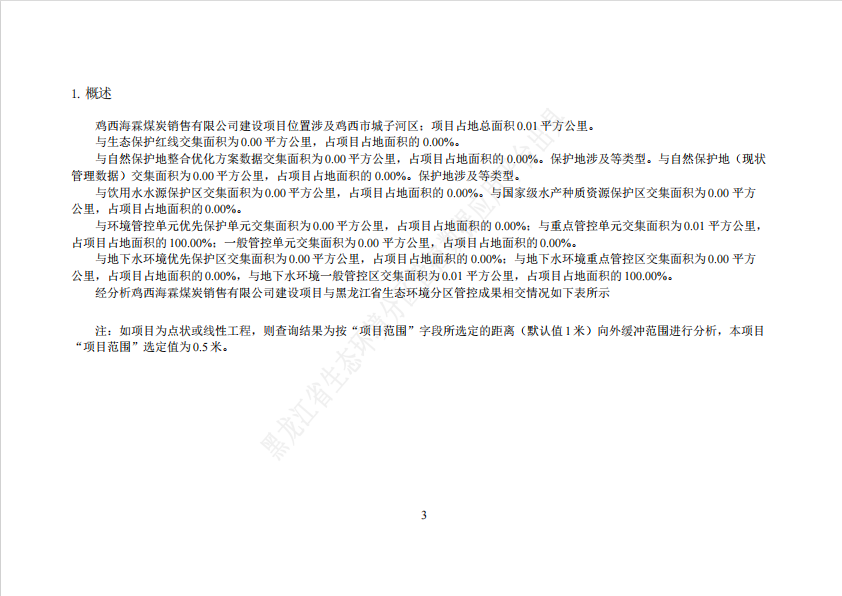 1. 概述
鸡西海霖煤炭销售有限公司建设项目位置涉及鸡西市城子河区；项目占地总面积0.01平方公里。
与生态保护红线交集面积为0.00平方公里，占项目占地面积的0.00%。
与自然保护地整合优化方案数据交集面积为0.00平方公里，占项目占地面积的0.00%。保护地涉及等类型。与自然保护地（现状
管理数据）交集面积为0.00平方公里，占项目占地面积的0.00%。保护地涉及等类型。
与饮用水水源保护区交集面积为0.00平方公里，占项目占地面积的0.00%。与国家级水产种质资源保护区交集面积为0.00平方
公里，占项目占地面积的0.00%。
与环境管控单元优先保护单元交集面积为0.00平方公里，占项目占地面积的0.00%；与重点管控单元交集面积为0.01平方公里，
占项目占地面积的100.00%；一般管控单元交集面积为0.00平方公里，占项目占地面积的0.00%。
与地下水环境优先保护区交集面积为0.00平方公里，占项目占地面积的0.00%；与地下水环境重点管控区交集面积为0.00平方
公里，占项目占地面积的0.00%，与地下水环境一般管控区交集面积为0.01平方公里，占项目占地面积的100.00%。
经分析鸡西海霖煤炭销售有限公司建设项目与黑龙江省生态环境分区管控成果相交情况如下表所示
注：如项目为点状或线性工程，则查询结果为按“项目范围”字段所选定的距离（默认值1米）向外缓冲范围进行分析，本项目
“项目范围”选定值为0.5米。
黑龙江省生态环境分
3